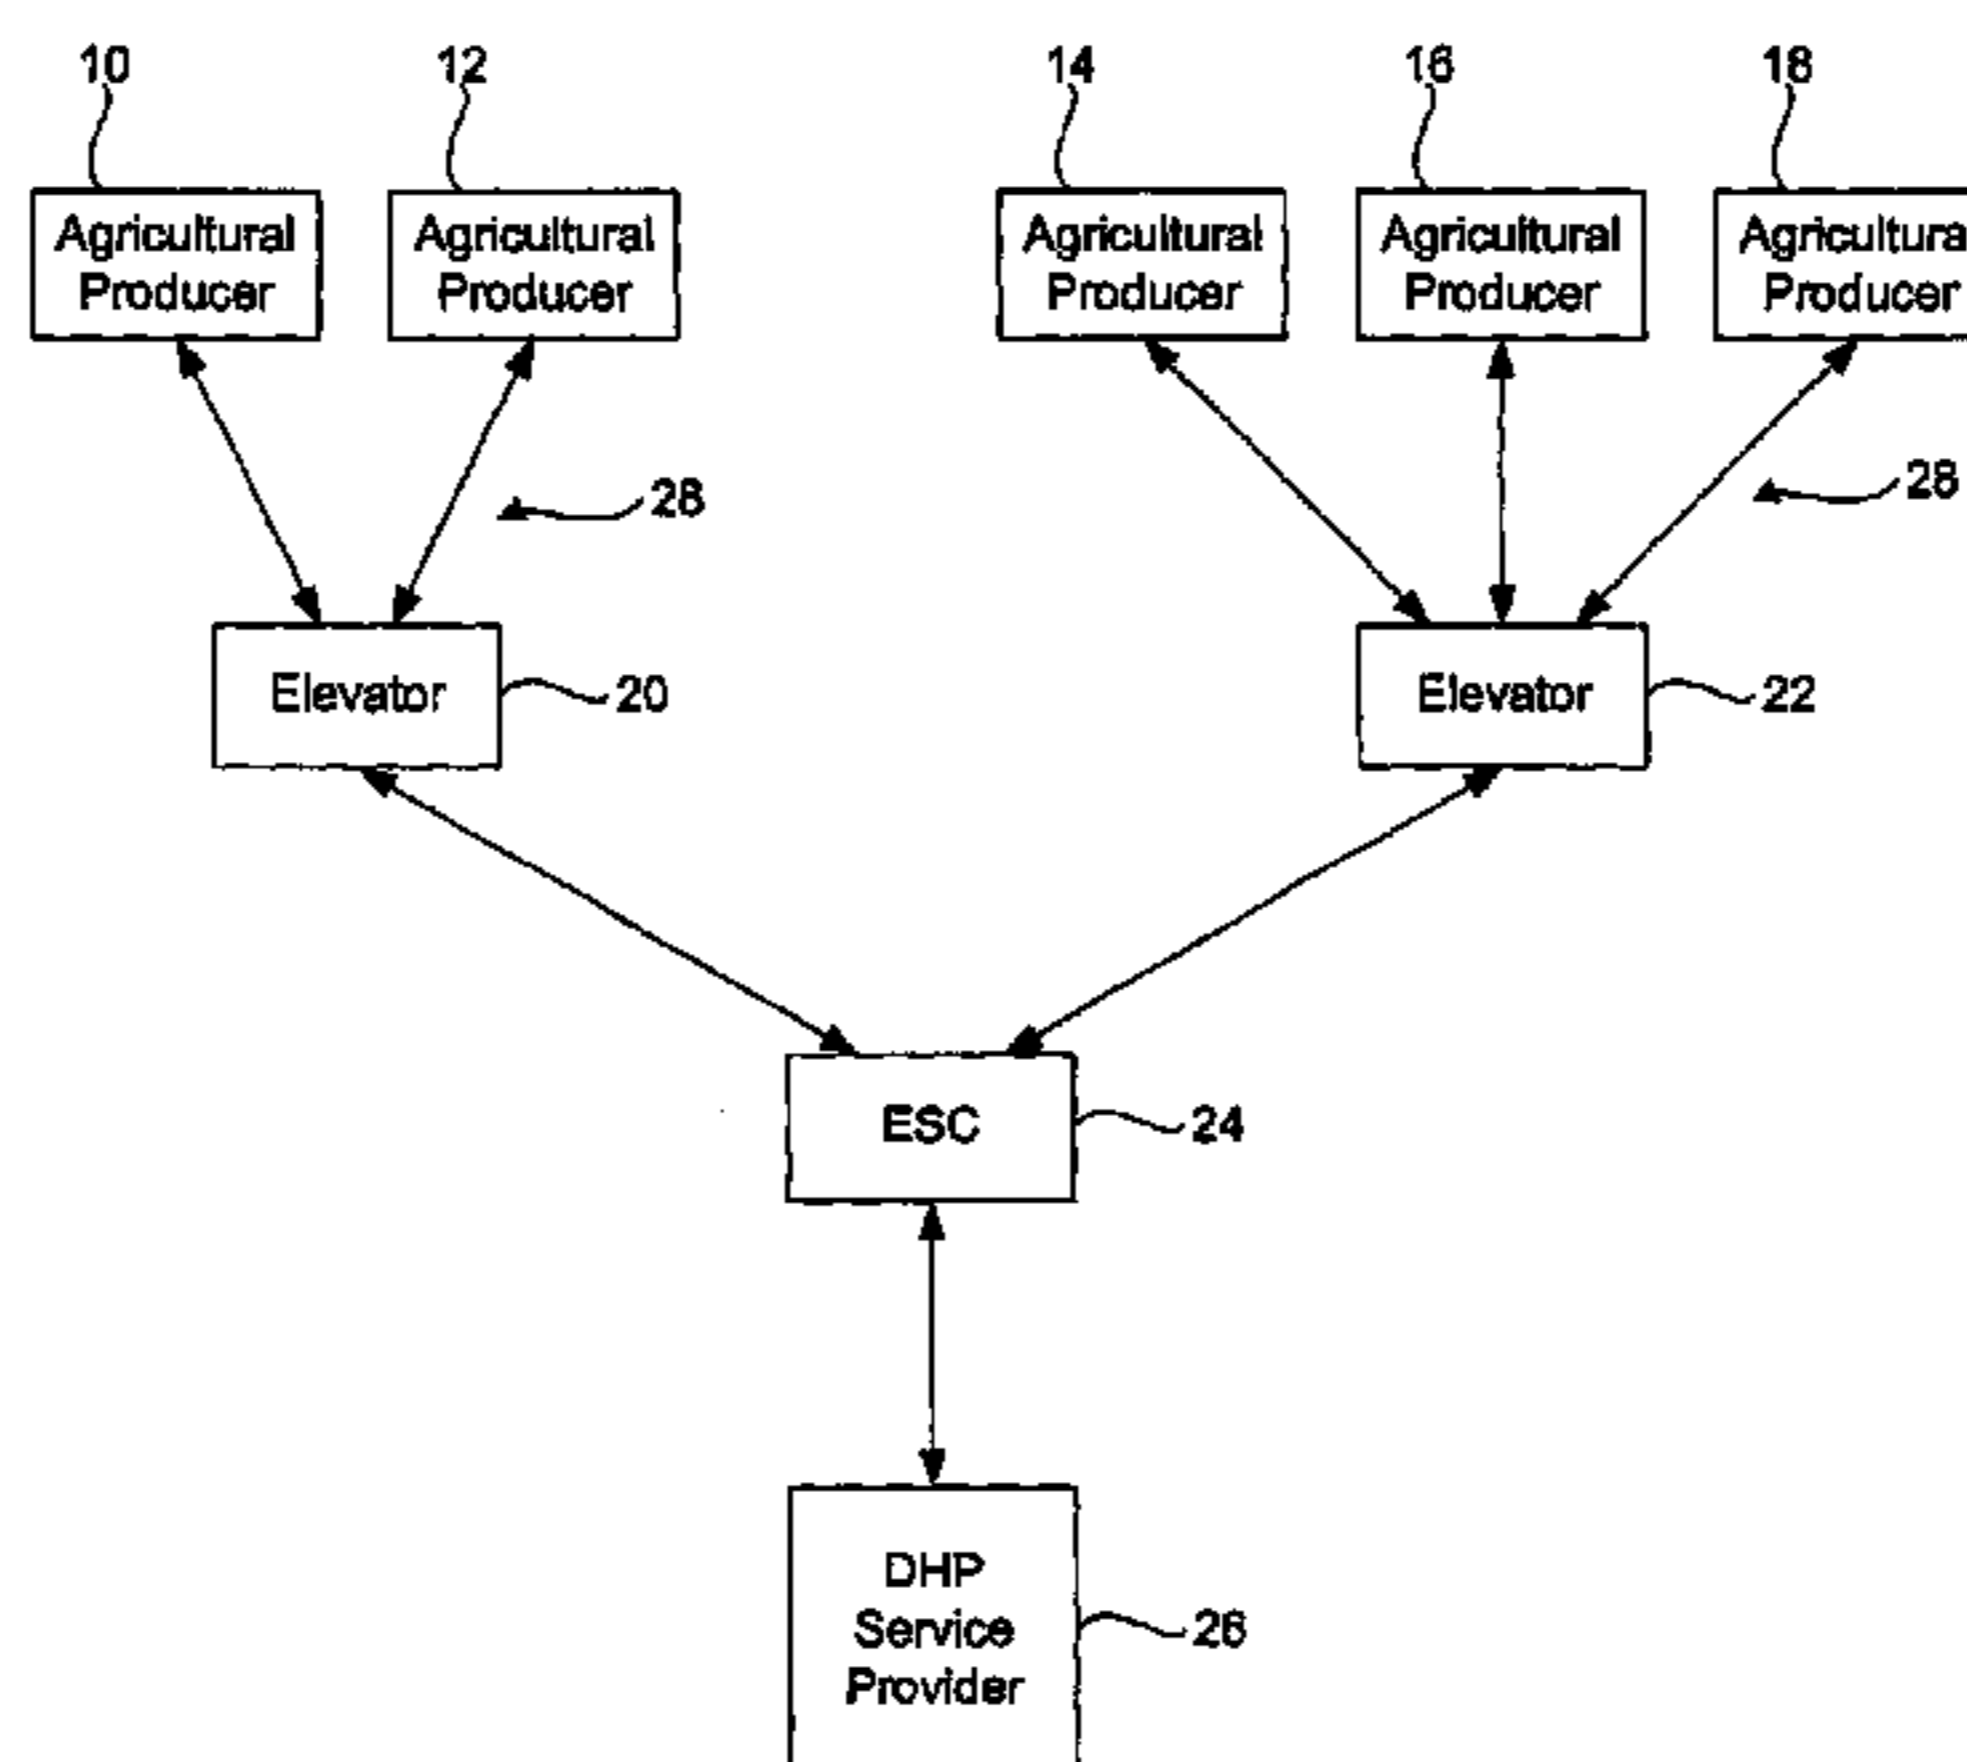 10
12
14
16
18
Agricultural
Producer
Agricultural
Producer
Agricultural
Producer
Agricultural
Producer
Agricultura
Producer
28
28
Elevator
20
Elevator
22
ESC
24
DHP
Service
Provider
26